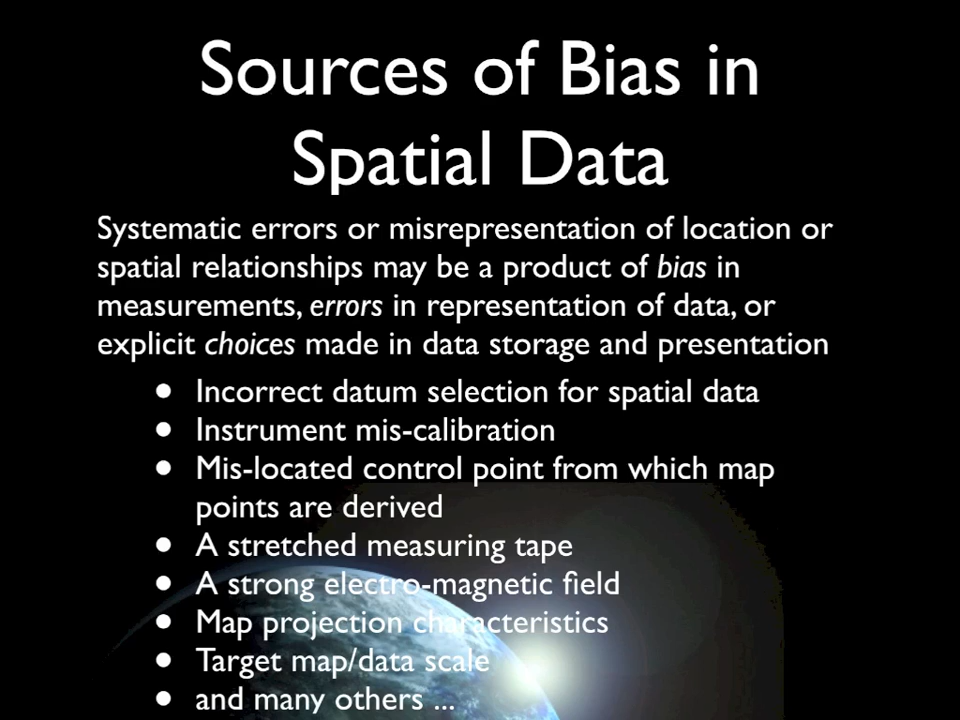 Sources of Bias in
Spatial Data
Systematic errors or misrepresentation of location or
spatial relationships may be a product of bias in
measurements, errors in representation of data, or
explicit choices made in data storage and presentation
• Incorrect datum selection for spatial data
• Instrument mis-calibration
• Mis-located control point from which map
points are derived
• A stretched measuring tape
• A strong electro-magnetic field
• Map projection characteristics
• Target map/data scale
• and many others ...